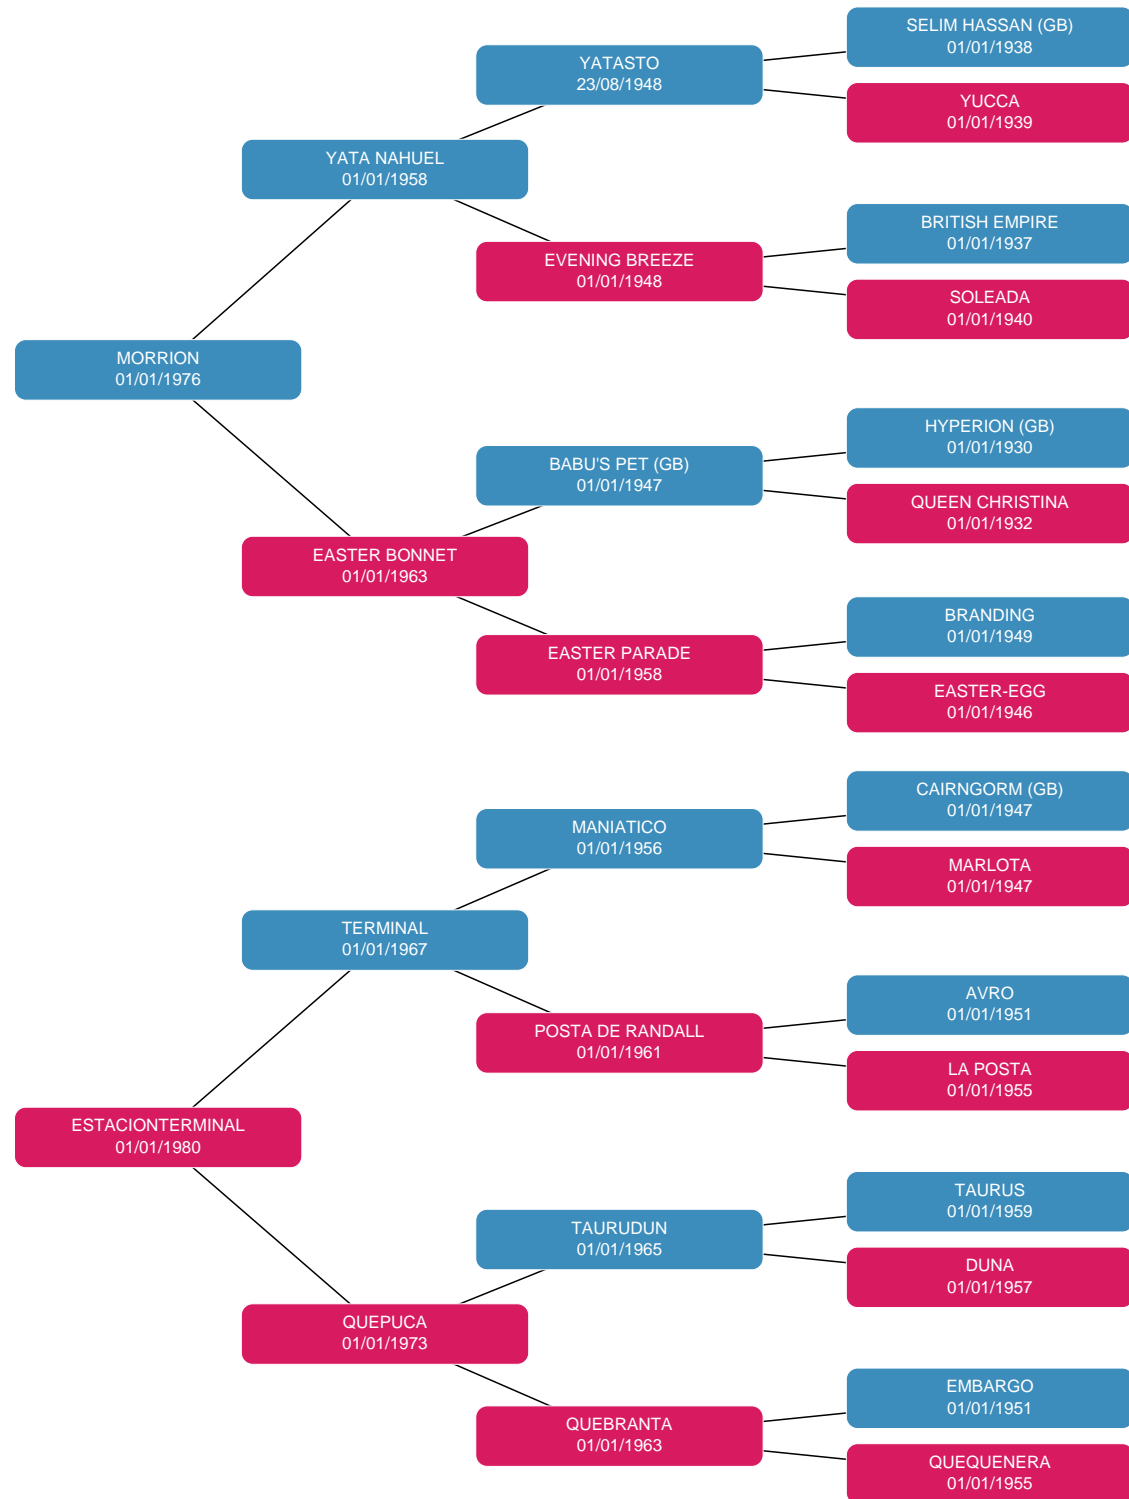 SELIM HASSAN (GB)
01/01/1938
YATASTO
23/08/1948
YUCCA
01/01/1939
YATA NAHUEL
01/01/1958
BRITISH EMPIRE
01/01/1937
EVENING BREEZE
01/01/1948
SOLEADA
01/01/1940
MORRION
01/01/1976
HYPERION (GB)
01/01/1930
BABU'S PET (GB)
01/01/1947
QUEEN CHRISTINA
01/01/1932
EASTER BONNET
01/01/1963
BRANDING
01/01/1949
EASTER PARADE
01/01/1958
EASTER-EGG
01/01/1946
CAIRNGORM (GB)
01/01/1947
MANIATICO
01/01/1956
MARLOTA
01/01/1947
TERMINAL
01/01/1967
AVRO
01/01/1951
POSTA DE RANDALL
01/01/1961
LA POSTA
01/01/1955
ESTACIONTERMINAL
01/01/1980
TAURUS
01/01/1959
TAURUDUN
01/01/1965
DUNA
01/01/1957
QUEPUCA
01/01/1973
EMBARGO
01/01/1951
QUEBRANTA
01/01/1963
QUEQUENERA
01/01/1955